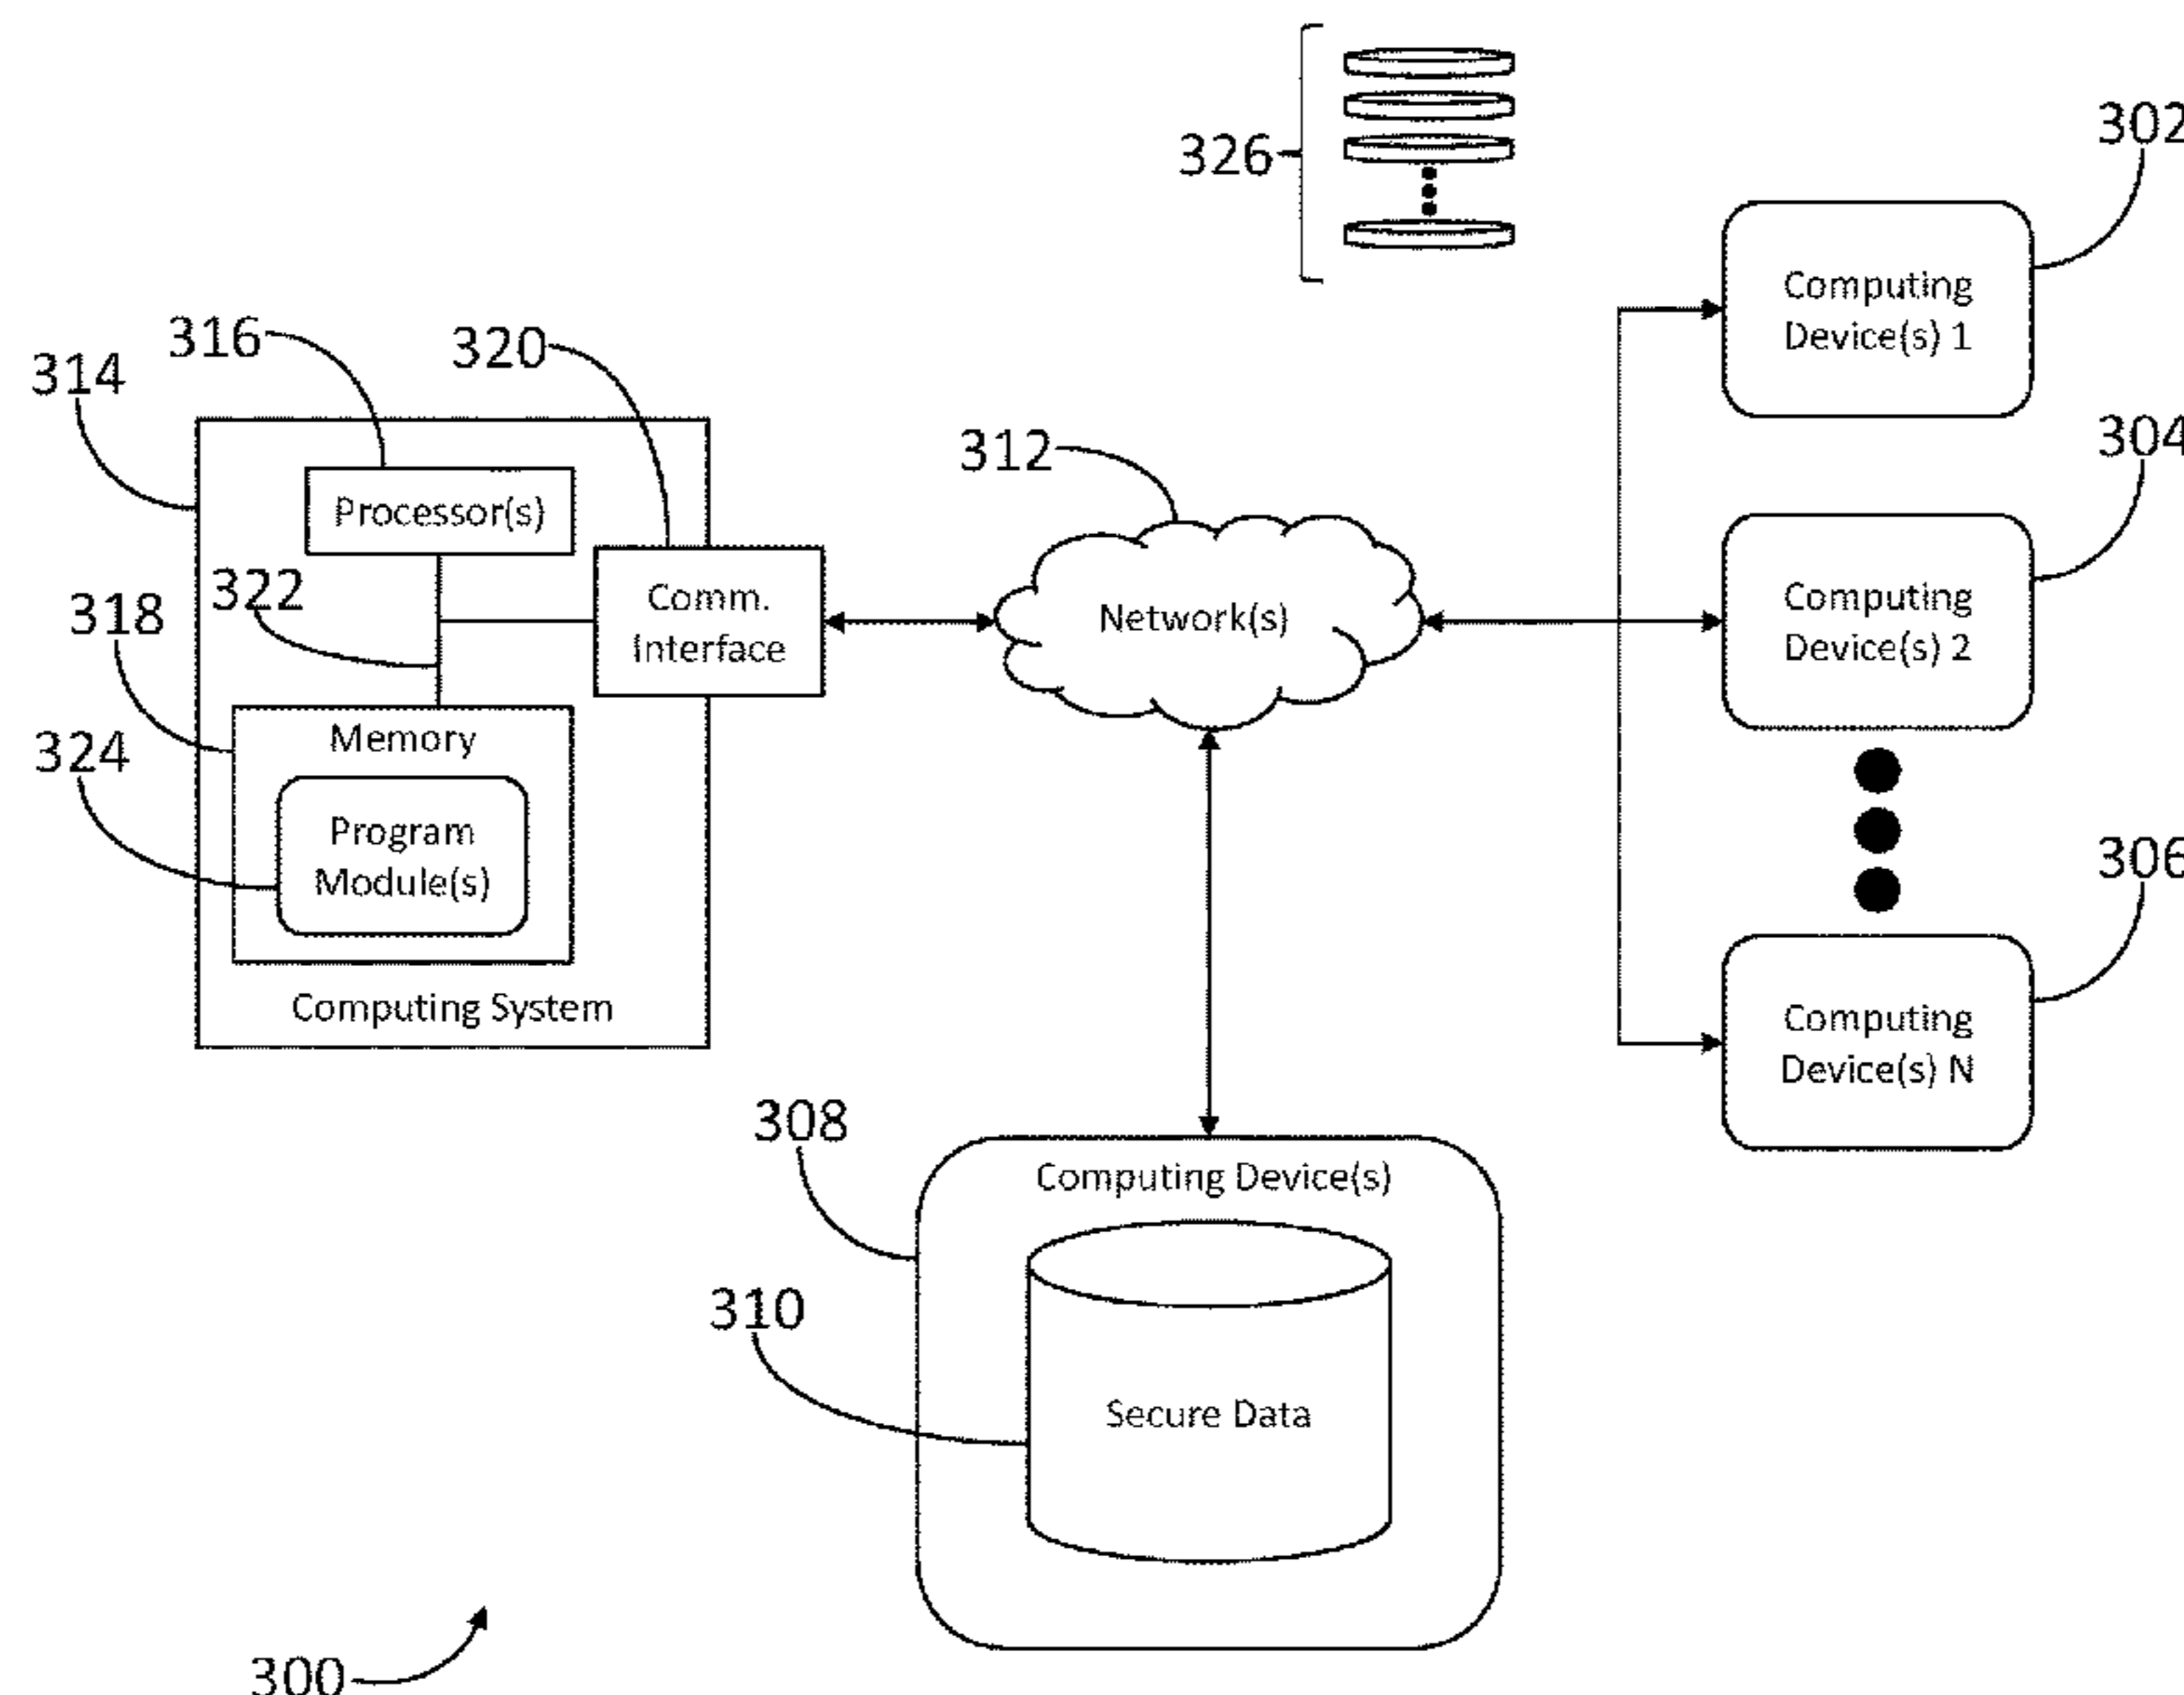 326
302
Computing
Device(s) 1
316
320
314
304
312
Processor(s)
322
318
Comm.
Interface
Network(s)
Computing
Device(s) 2
324
Memory
Program
Module(s)
306
Computing System
Computing
Device(s) N
308
Computing Device(s)
310
Secure Data
300